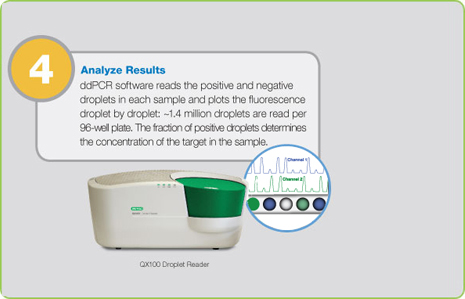 4
Analyze Results
ddPCR software reads the positive and negative
droplets in each sample and plots the fluorescence
droplet by droplet: ~1.4 million droplets are read per
96-well plate. The fraction of positive droplets determines
the concentration of the target in the sample.
Channel 1
Channel 2
QX100 Droplet Reader